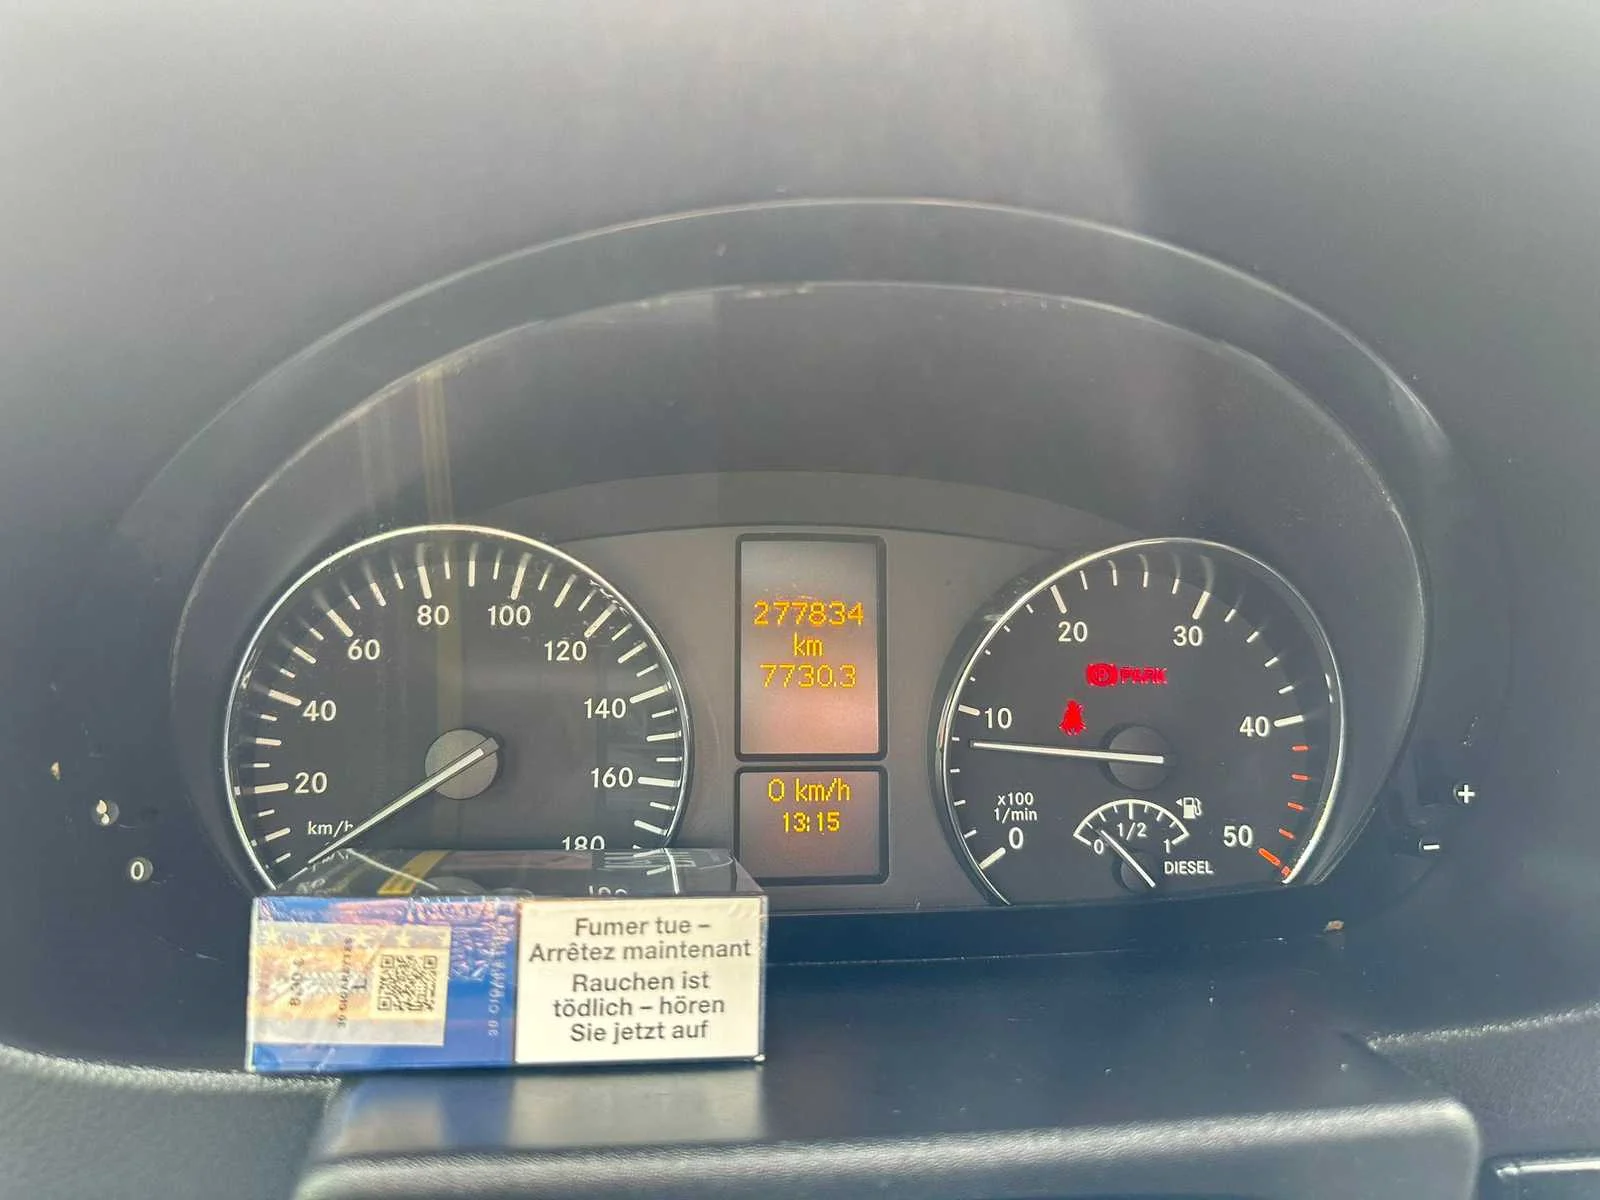 80
100
60
120
40
140
20
160
km/h
180
277834
km
7730.3
0 km/h
13:15
20
30
PARK
10
40
x100
1/min
0
50
0
1/2
1
DIESEL
0
+
-
Fumer tue –
Arrêtez maintenant
Rauchen ist
tödlich – hören
Sie jetzt auf